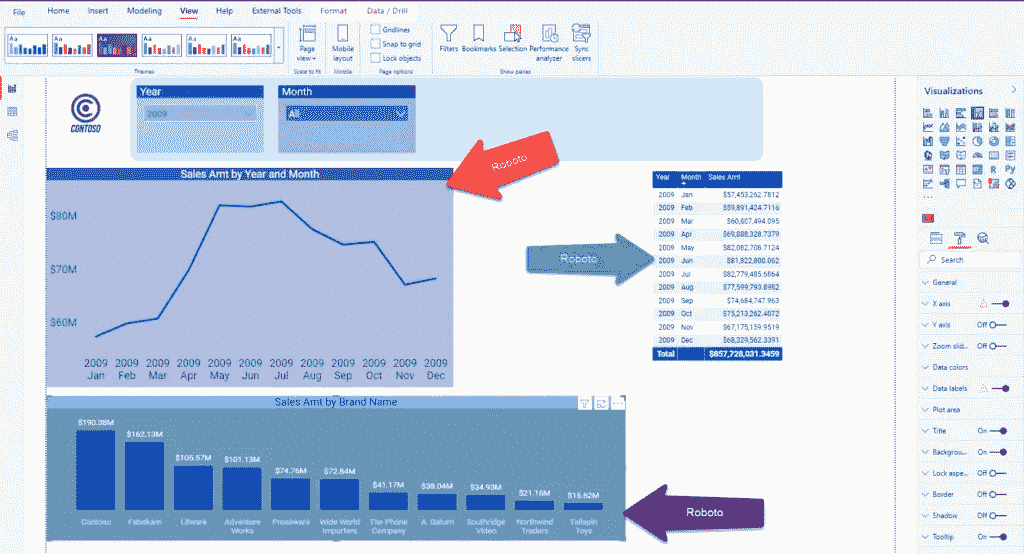 File Home Insert Modeling View Help External Tools Format Data / Drill
Aa Aa Aa Aa Aa
Themes
Page view
Scale to Fit
Mobile layout
Mobile
Gridlines
Snap to grid
Lock objects
Page options
Filters Bookmarks Selection Performance analyzer Sync slicers
Show panes
CONTOSO
Year
2009
Month
All
Roboto
Sales Amt by Year and Month
$80M
$70M
$60M
2009 2009 2009 2009 2009 2009 2009 2009 2009 2009 2009 2009
Jan Feb Mar Apr May Jun Jul Aug Sep Oct Nov Dec
Roboto
Year Month Sales Amt
2009 Jan $57,453,262.7812
2009 Feb $59,891,424.7116
2009 Mar $60,807,494.095
2009 Apr $69,888,328.7379
2009 May $82,082,708.7124
2009 Jun $81,822,800.062
2009 Jul $82,779,485.6864
2009 Aug $77,599,793.8982
2009 Sep $74,684,747.963
2009 Oct $75,213,262.4072
2009 Nov $67,175,159.9519
2009 Dec $68,329,562.3391
Total $857,728,031.3459
Sales Amt by Brand Name
$190.38M $162.13M $105.57M $101.13M $74.76M $72.84M $41.17M $39.04M $34.93M $21.16M $15.62M
Contoso Fabrikam Litware Adventure Works Proseware Wide World Importers The Phone Company A. Datum Southridge Video Northwind Traders Tailspin Toys
Roboto
Visualizations
R Py
Search
General
X axis
Y axis Off
Zoom slid... Off
Data colors
Data labels
Plot area
Title On
Backgrou... On
Lock aspe... Off
Border Off
Shadow Off
Tooltip On